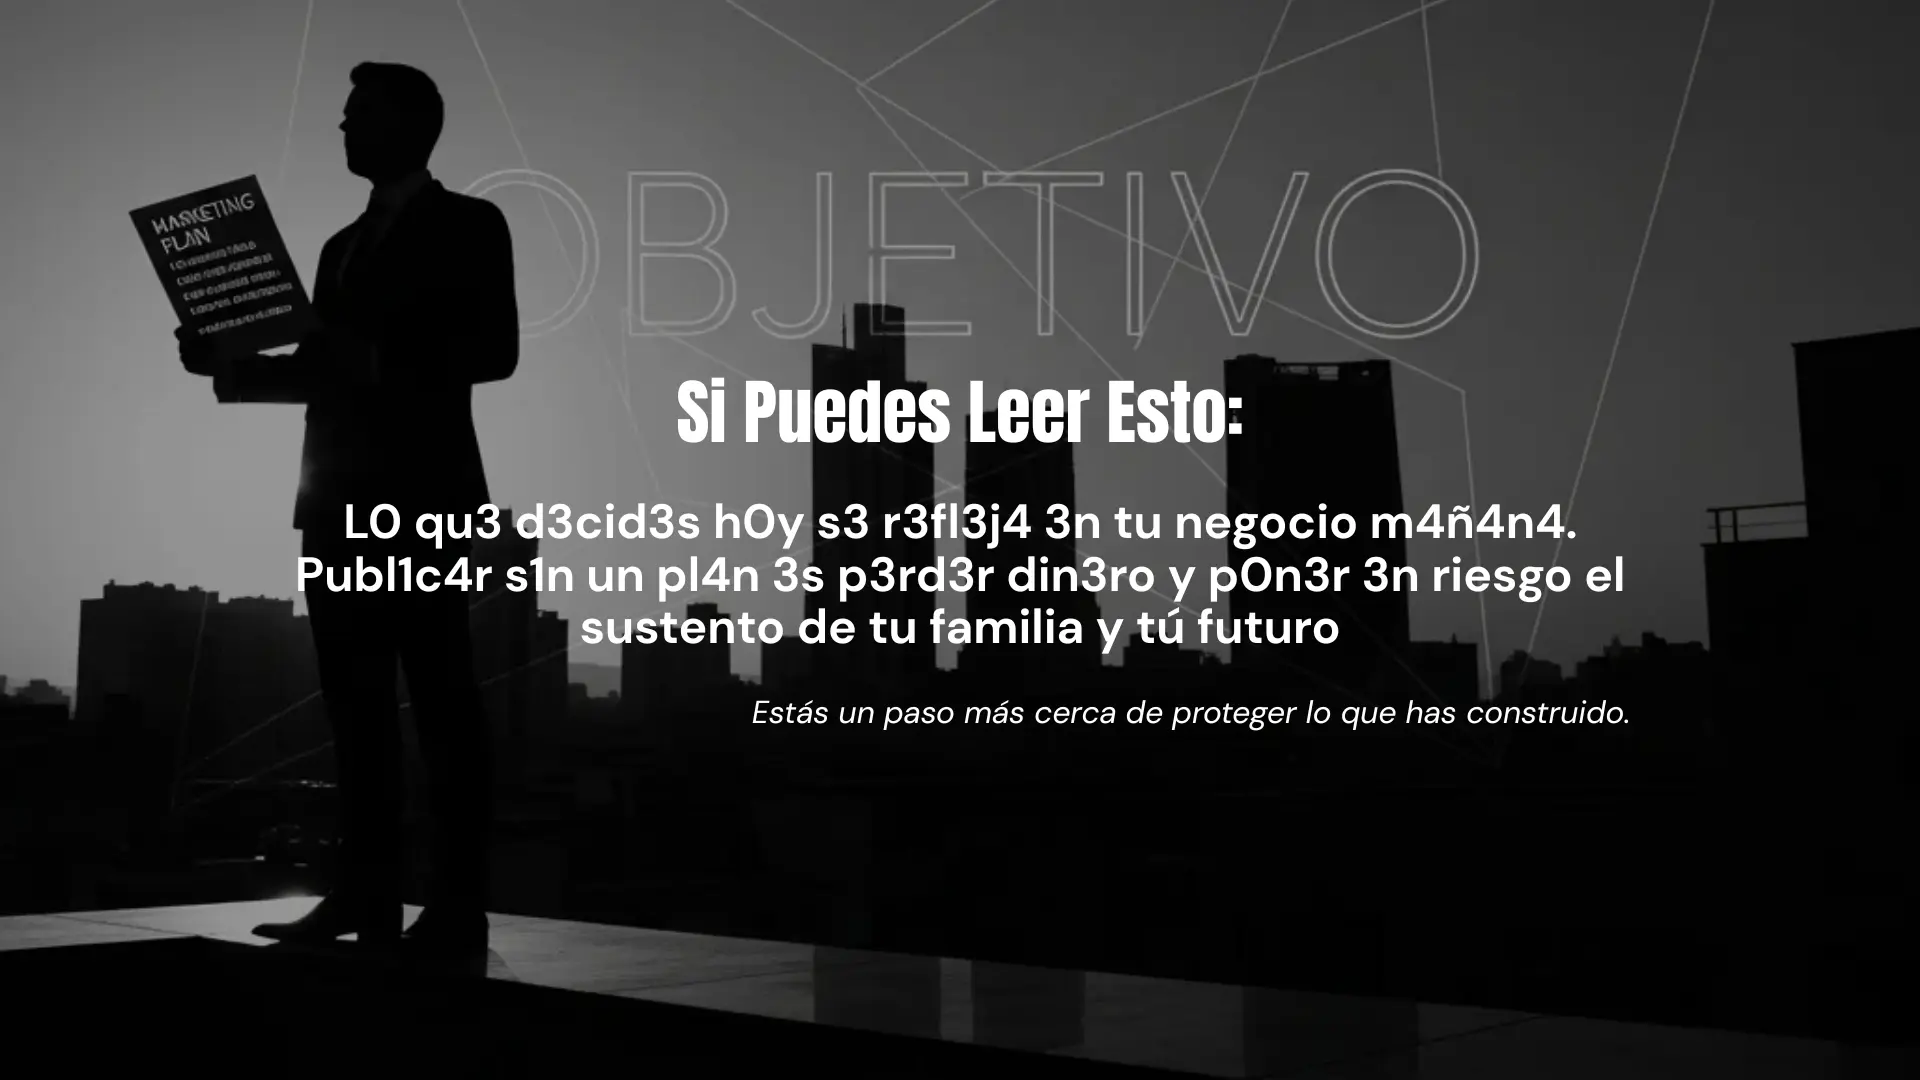 MARKETING
PLAN
OBJETIVO
Si Puedes Leer Esto:
L0 qu3 d3cid3s h0y s3 r3fl3j4 3n tu negocio m4ñ4n4.
Publ1c4r s1n un pl4n 3s p3rd3r din3ro y p0n3r 3n riesgo el
sustento de tu familia y tú futuro
Estás un paso más cerca de proteger lo que has construido.